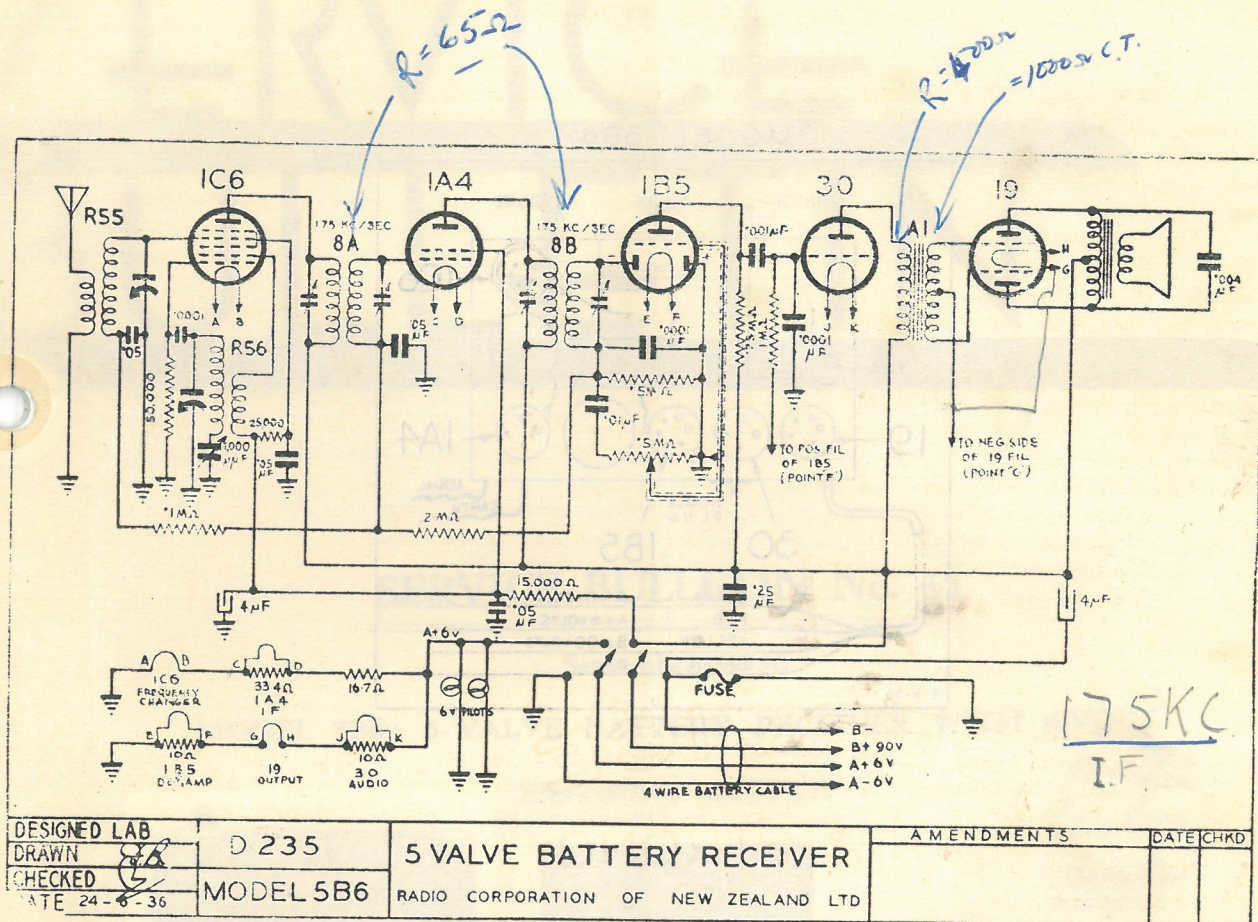 R=65Ω
=10000Ω C.T.
1C6
1A4
1B5
30
19
R55
175 KC/SEC
8A
175 KC/SEC
8B
A1
·001μF
·0001
R56
·05
50,000
·05 μF
·0001 μF
·5MΩ
1MΩ
·0001 μF
H
G
·004 μF
A B
C D
E F
J K
25000
·05 μF
·01μF
·5MΩ
TO POS. FIL
OF 1B5
(POINT F)
TO NEG SIDE
OF 19 FIL
(POINT 'G')
·1MΩ
2 MΩ
15,000Ω
4μF
·05 μF
·25 μF
4μF
A+6v
A B
1C6
FREQUENCY
CHANGER
C D
33·4Ω
1A4
IF
16·7Ω
6V PILOTS
FUSE
E F
10Ω
1B5
DET. AMP
G H
19
OUTPUT
J K
10Ω
30
AUDIO
B-
B+ 90V
A+6V
A-6V
4 WIRE BATTERY CABLE
175KC
I.F
DESIGNED LAB
DRAWN
CHECKED
DATE 24-6-36
D 235
MODEL 5B6
5 VALVE BATTERY RECEIVER
RADIO CORPORATION OF NEW ZEALAND LTD
AMENDMENTS
DATE
CHKD